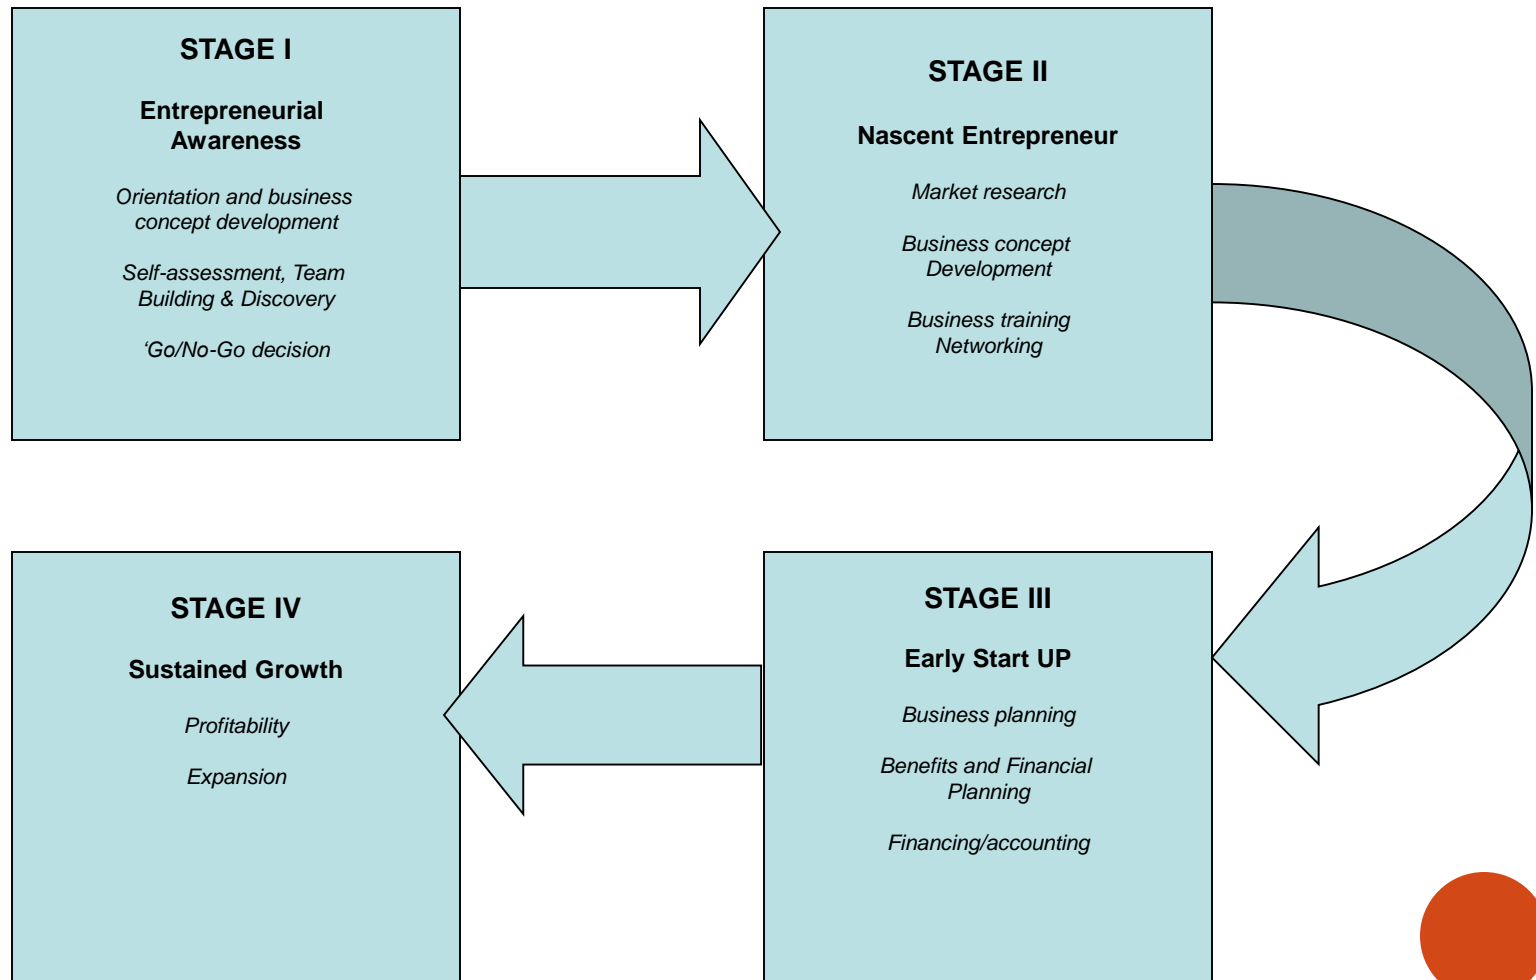 STAGE I
Entrepreneurial
Awareness
Orientation and business
concept development
Self-assessment, Team
Building & Discovery
‘Go/No-Go decision
STAGE II
Nascent Entrepreneur
Market research
Business concept
Development
Business training
Networking
STAGE III
Early Start UP
Business planning
Benefits and Financial
Planning
Financing/accounting
STAGE IV
Sustained Growth
Profitability
Expansion